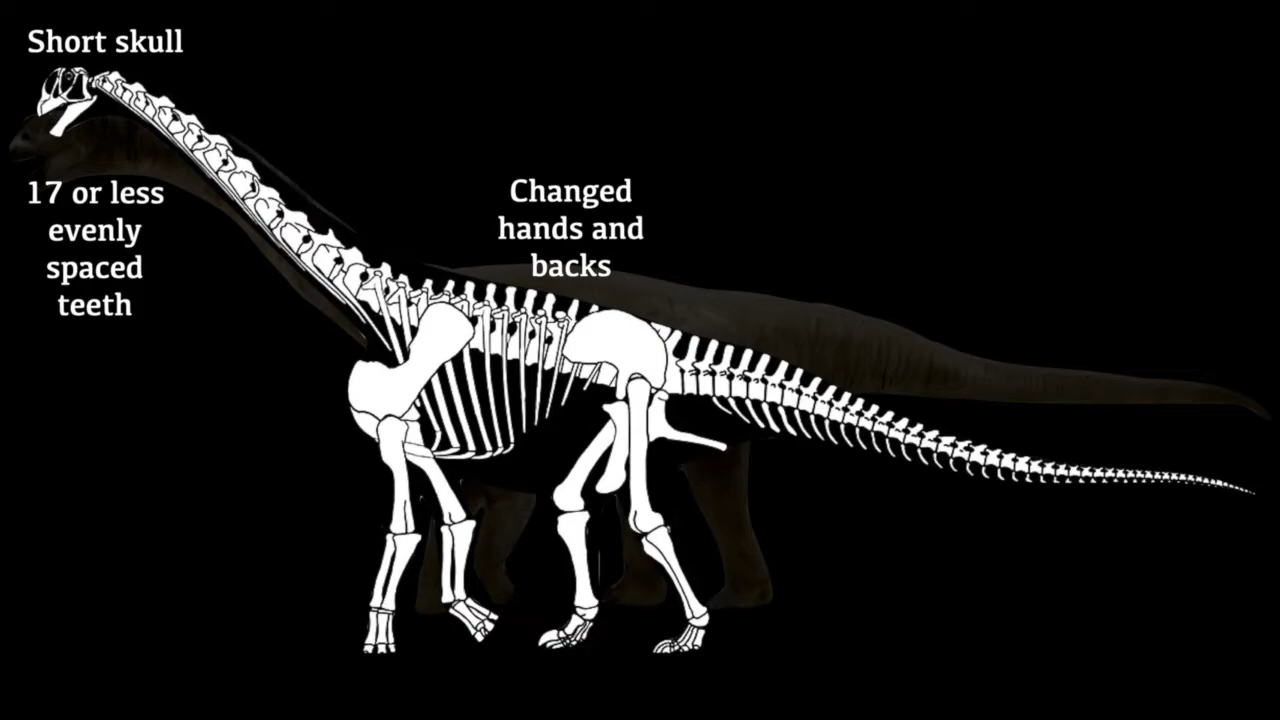 Short skull
17 or less
evenly
spaced
teeth
Changed
hands and
backs